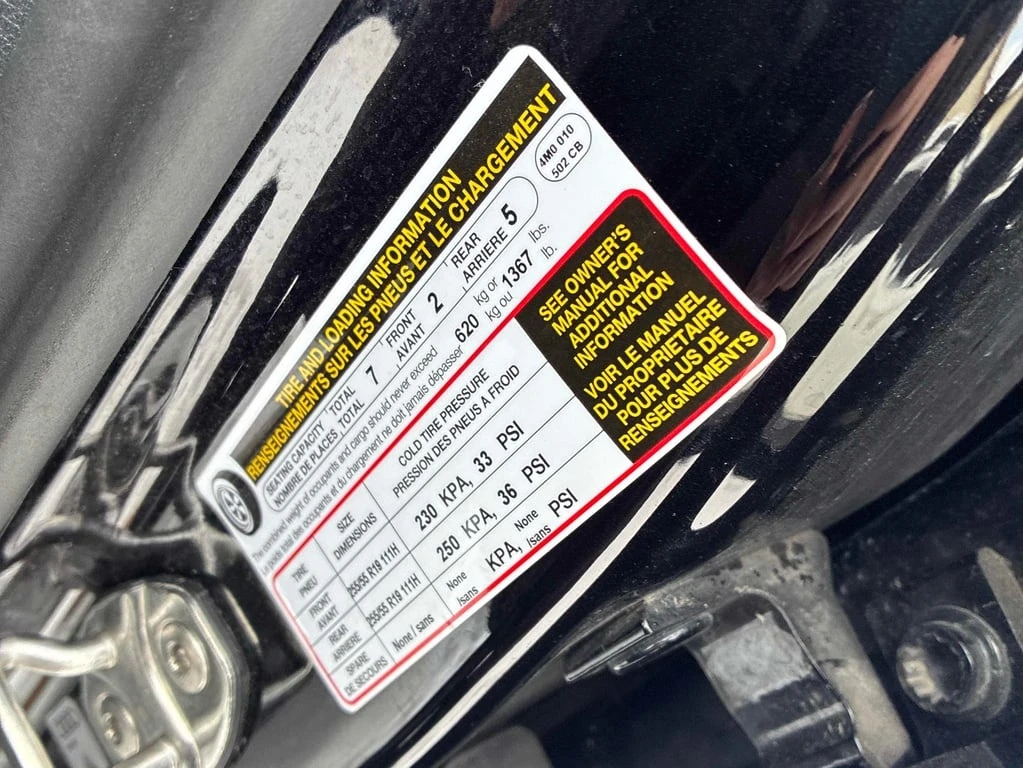 TIRE AND LOADING INFORMATION
RENSEIGNEMENTS SUR LES PNEUS ET LE CHARGEMENT
4M0 010
502 CB
SEATING CAPACITY TOTAL 7 FRONT 2 REAR 5
NOMBRE DE PLACES TOTAL AVANT ARRIÈRE
The combined weight of occupants and cargo should never exceed 620 kg or 1367 lbs.
Le poids total des occupants et du chargement ne doit jamais dépasser kg ou lb.
TIRE SIZE COLD TIRE PRESSURE
PNEU DIMENSIONS PRESSION DES PNEUS A FROID
FRONT
AVANT 255/55 R19 111H 230 KPA, 33 PSI
REAR
ARRIÈRE 255/55 R19 111H 250 KPA, 36 PSI
SPARE
DE SECOURS None / sans None /sans KPA, None /sans PSI
SEE OWNER'S
MANUAL FOR
ADDITIONAL
INFORMATION
VOIR LE MANUEL
DU PROPRIETAIRE
POUR PLUS DE
RENSEIGNEMENTS